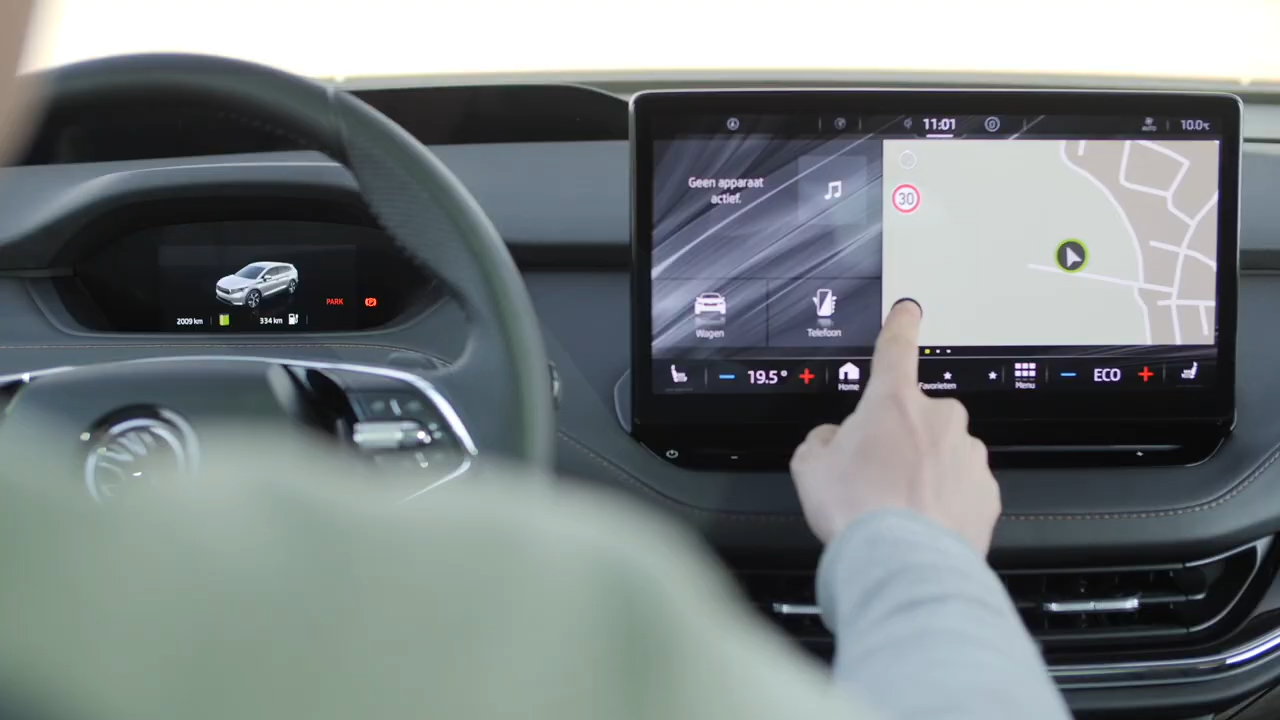 11:01
10.0°C
AUTO
Geen apparaat
actief.
30
Wagen
Telefoon
PARK
2009 km
334 km
19.5°
Home
Favorieten
Menu
ECO